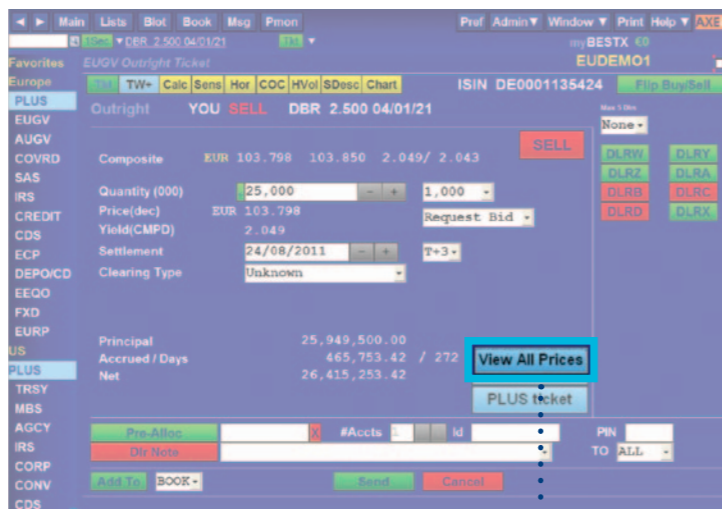 Main Lists Blot Book Msg Pmon Prof Admin▼ Window ▼ Print Help ▼ AXE
1Sec ▼ DBR 2.500 04/01/21 Tkt ▼ myBESTX €0
Favorites EUGV Outright Ticket EUDEMO1
Europe TW+ Calc Sens Hor COC HVol SDesc Chart ISIN DE0001135424 Flip Buy/Sell
PLUS Outright YOU SELL DBR 2.500 04/01/21
None
EUGV
AUGV
SELL
COVRD Composite EUR 103.798 103.850 2.049/ 2.043 DLRW DLRY
SAS DLRZ DLRA
IRS Quantity (000) 25,000 - + 1,000 DLRB DLRC
CREDIT Price(dec) EUR 103.798 Request Bid DLRD DLRX
CDS Yield(CMPD) 2.049
ECP Settlement 24/08/2011 - + T+3
DEPO/CD Clearing Type Unknown
EEQO
FXD
EURP Principal 25,949,500.00
US Accrued / Days 465,753.42 / 272 View All Prices
PLUS Net 26,415,253.42
TRSY PLUS ticket
MBS
AGCY Pre-Alloc X #Accts 1 Id PIN
IRS Dlr Note TO ALL
CORP
CONV Add To BOOK Send Cancel
CDS